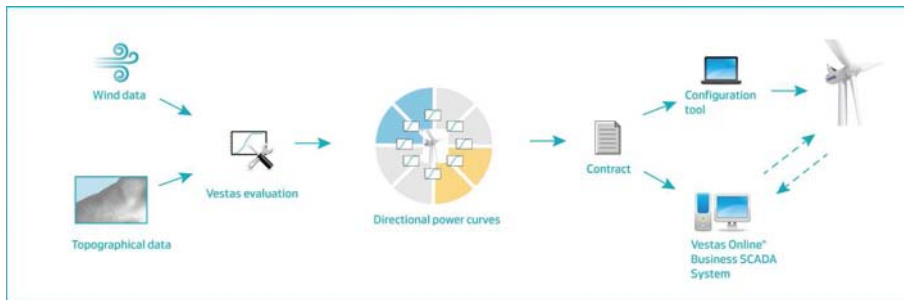 Wind data
Topographical data
Vestas evaluation
Directional power curves
Contract
Configuration
tool
Vestas Online®
Business SCADA
System